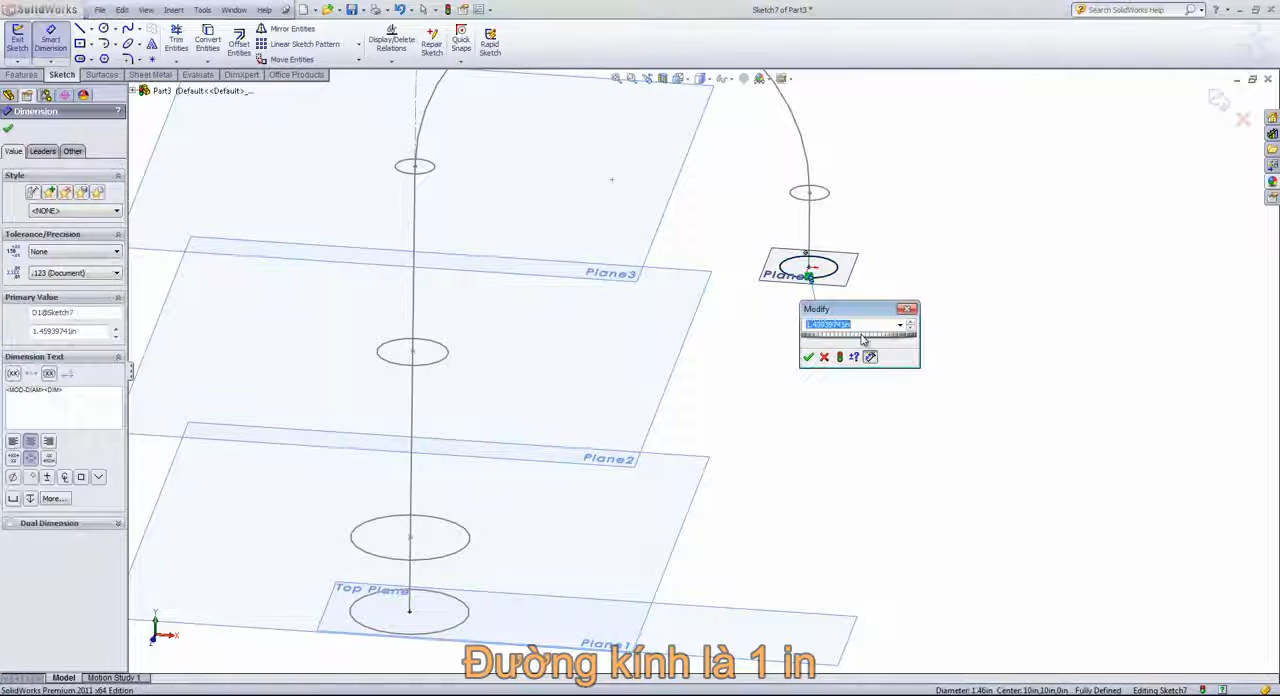 SolidWorks
File Edit View Insert Tools Window Help
Sketch7 of Part3 *
Search SolidWorks Help
Exit Sketch
Smart Dimension
Trim Entities
Convert Entities
Offset Entities
Mirror Entities
Linear Sketch Pattern
Move Entities
Display/Delete Relations
Repair Sketch
Quick Snaps
Rapid Sketch
Features Sketch Surfaces Sheet Metal Evaluate DimXpert Office Products
Part3 (Default<<Default>_...
Dimension ?
Value Leaders Other
Style
<NONE>
Tolerance/Precision
None
.123 (Document)
Primary Value
D1@Sketch7
1.45939741in
Dimension Text
<MOD-DIAM><DIM>
More...
Dual Dimension
Plane3
Plane2
Top Plane
Plane1
Modify
1.45939741in
Đường kính là 1 in
Model Motion Study 1
SolidWorks Premium 2011 x64 Edition
Diameter: 1.46in Center: 10in,10in,0in Fully Defined Editing Sketch7